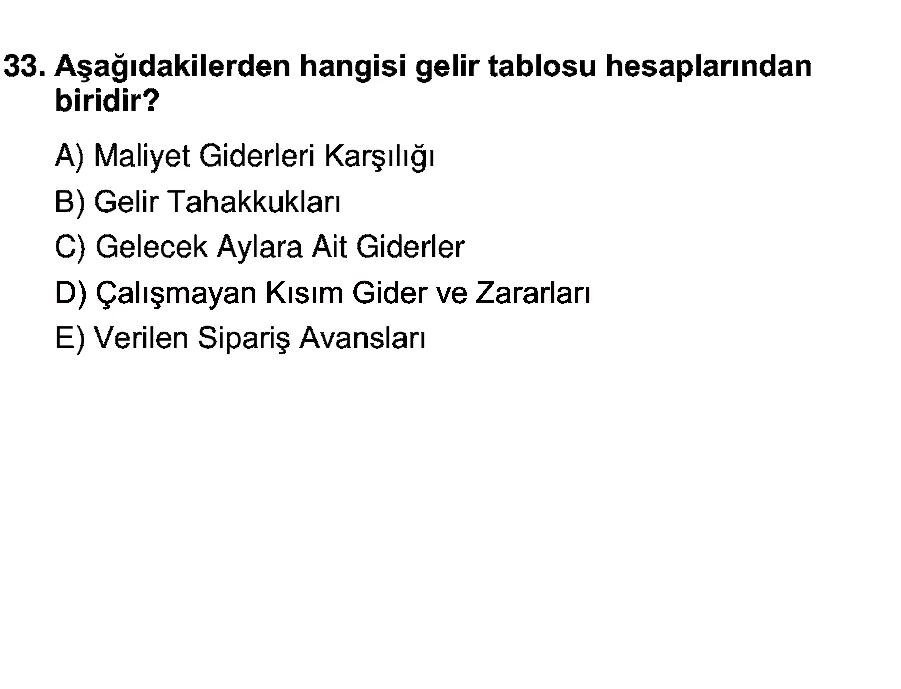 33. Aşağıdakilerden hangisi gelir tablosu hesaplarından
biridir?
A) Maliyet Giderleri Karşılığı
B) Gelir Tahakkukları
C) Gelecek Aylara Ait Giderler
D) Çalışmayan Kısım Gider ve Zararları
E) Verilen Sipariş Avansları